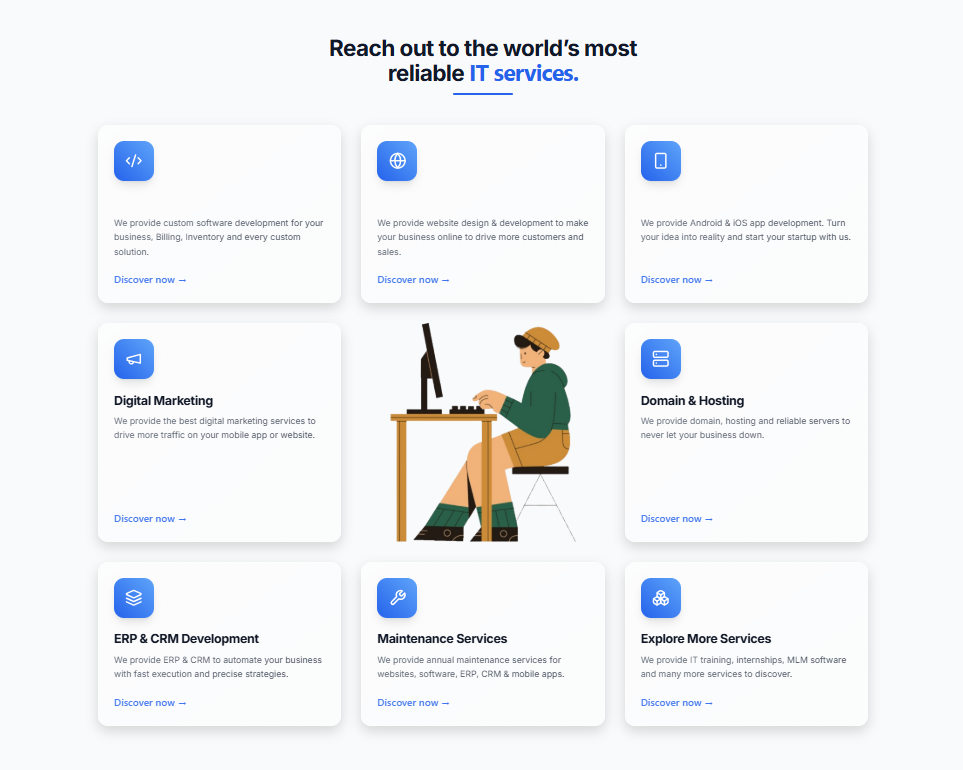 Reach out to the world’s most
reliable IT services.
We provide custom software development for your
business, Billing, Inventory and every custom
solution.
Discover now →
We provide website design & development to make
your business online to drive more customers and
sales.
Discover now →
We provide Android & iOS app development. Turn
your idea into reality and start your startup with us.
Discover now →
Digital Marketing
We provide the best digital marketing services to
drive more traffic on your mobile app or website.
Discover now →
Domain & Hosting
We provide domain, hosting and reliable servers to
never let your business down.
Discover now →
ERP & CRM Development
We provide ERP & CRM to automate your business
with fast execution and precise strategies.
Discover now →
Maintenance Services
We provide annual maintenance services for
websites, software, ERP, CRM & mobile apps.
Discover now →
Explore More Services
We provide IT training, internships, MLM software
and many more services to discover.
Discover now →